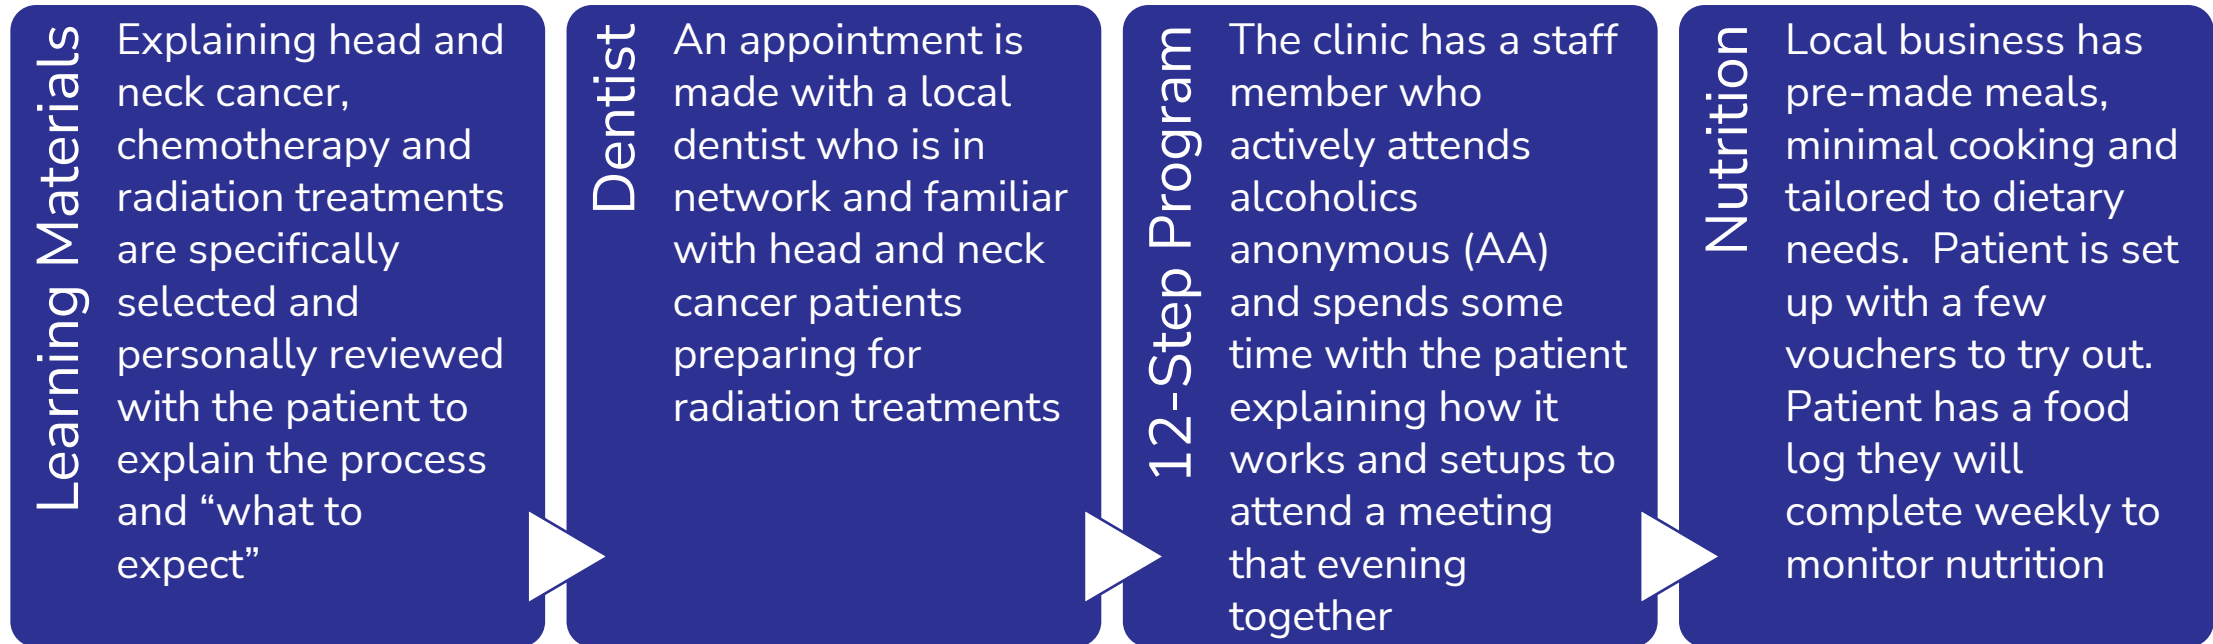 Learning Materials
Explaining head and
neck cancer,
chemotherapy and
radiation treatments
are specifically
selected and
personally reviewed
with the patient to
explain the process
and “what to
expect”
Dentist
An appointment is
made with a local
dentist who is in
network and familiar
with head and neck
cancer patients
preparing for
radiation treatments
12-Step Program
The clinic has a staff
member who
actively attends
alcoholics
anonymous (AA)
and spends some
time with the patient
explaining how it
works and setups to
attend a meeting
that evening
together
Nutrition
Local business has
pre-made meals,
minimal cooking and
tailored to dietary
needs.  Patient is set
up with a few
vouchers to try out.
Patient has a food
log they will
complete weekly to
monitor nutrition